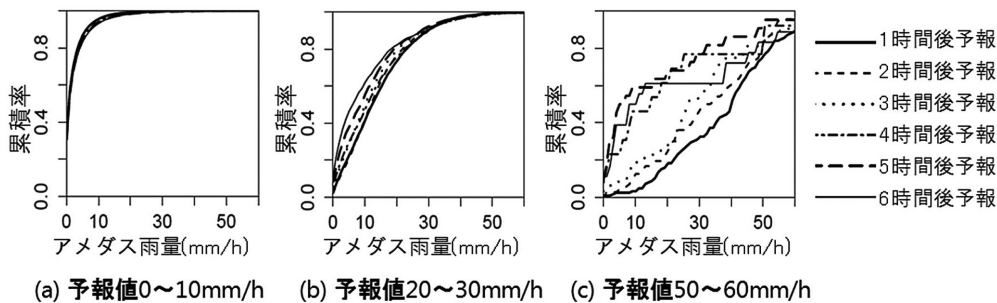 累積率
0.0 0.4 0.8
0 10 30 50
アメダス雨量(mm/h)
(a) 予報値0～10mm/h
累積率
0.0 0.4 0.8
0 10 30 50
アメダス雨量(mm/h)
(b) 予報値20～30mm/h
累積率
0.0 0.4 0.8
0 10 30 50
アメダス雨量(mm/h)
(c) 予報値50～60mm/h
1時間後予報
2時間後予報
3時間後予報
4時間後予報
5時間後予報
6時間後予報